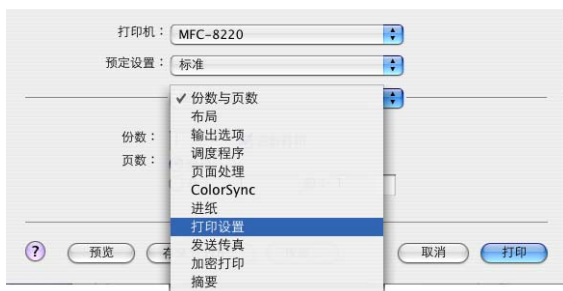 打印机： MFC-8220
预定设置： 标准
✓ 份数与页数
布局
份数： 输出选项
调度程序
页数：
页面处理
ColorSync
进纸
打印设置
? 预览 存 发送传真 取消 打印
加密打印
摘要